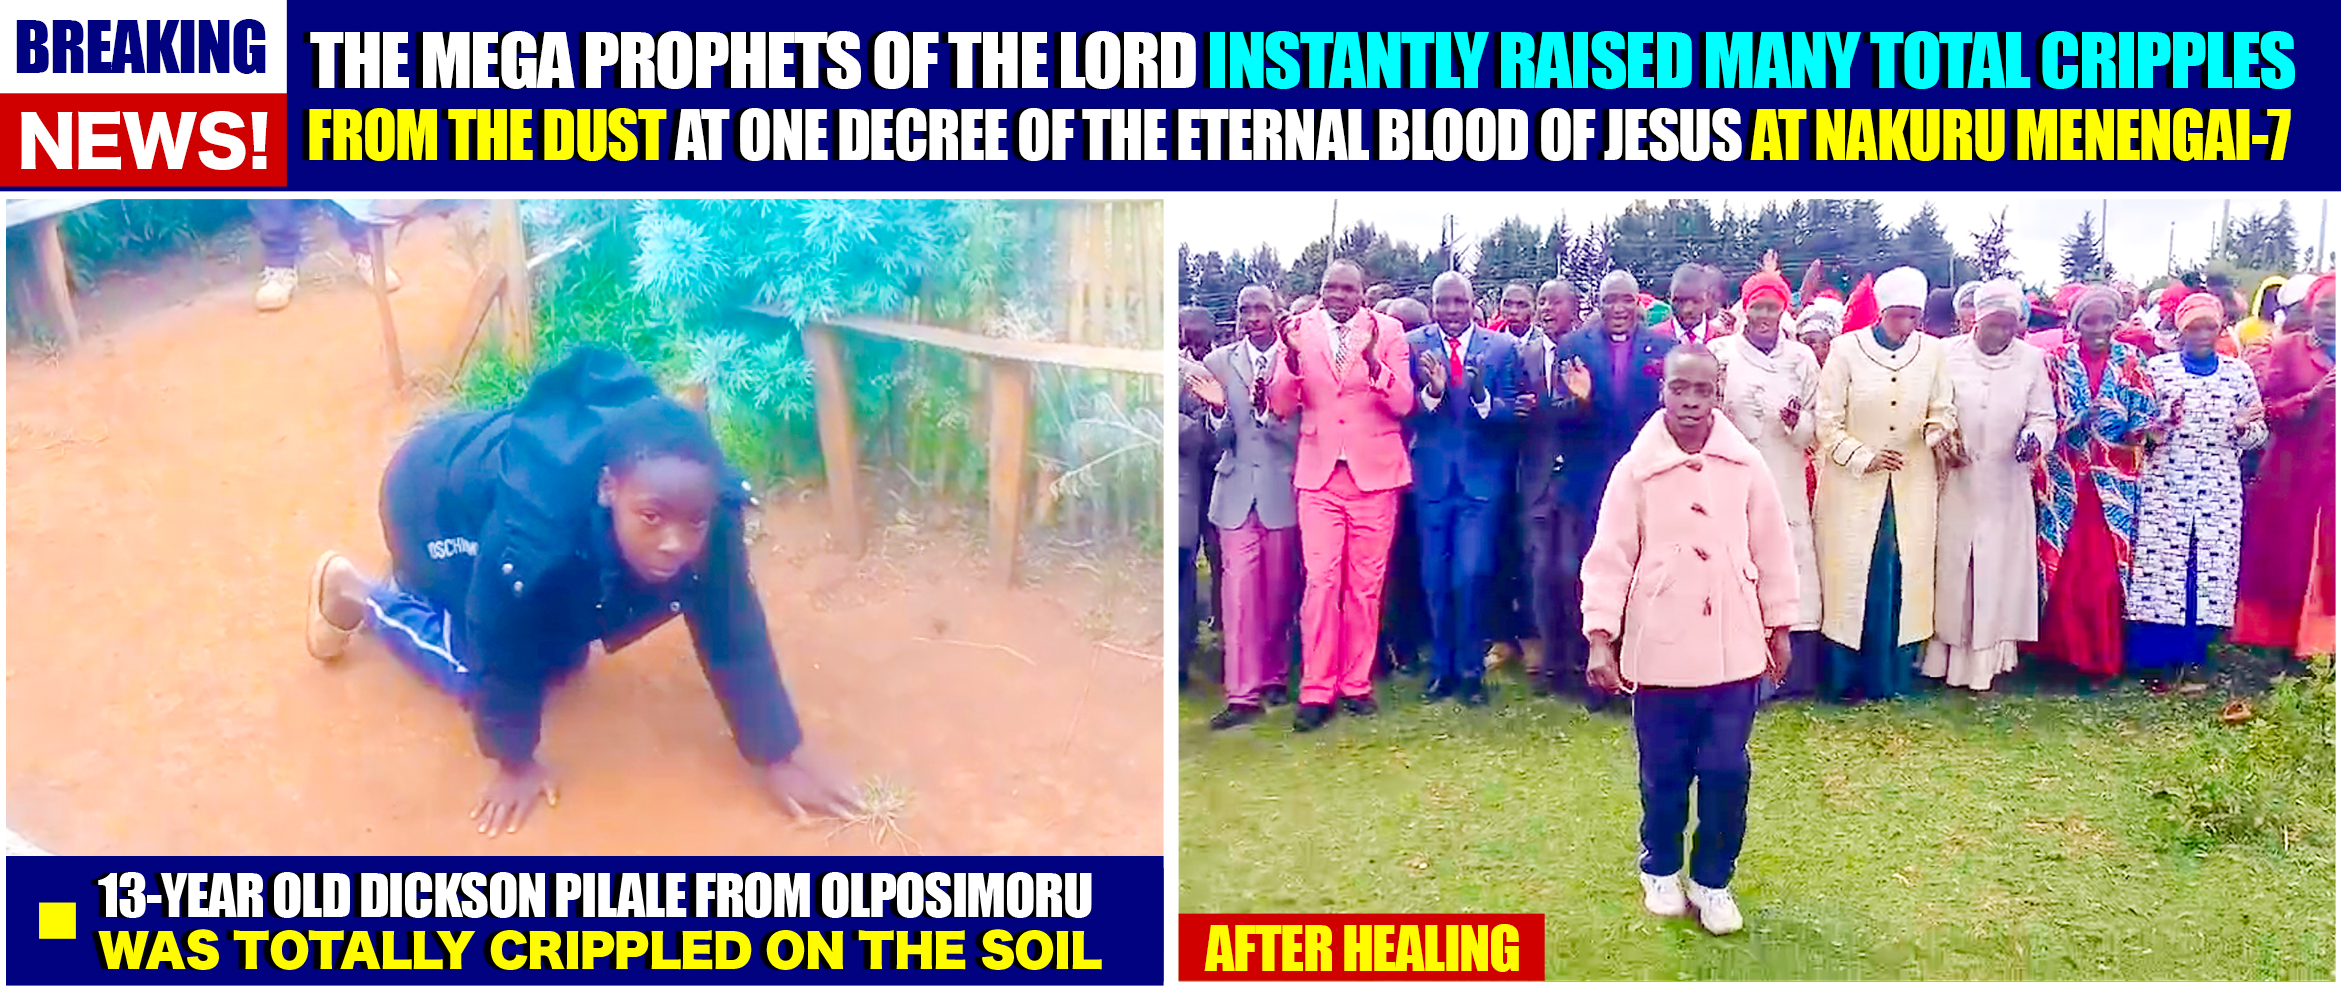 BREAKING
NEWS!
THE MEGA PROPHETS OF THE LORD INSTANTLY RAISED MANY TOTAL CRIPPLES
FROM THE DUST AT ONE DECREE OF THE ETERNAL BLOOD OF JESUS AT NAKURU MENENGAI-7
13-YEAR OLD DICKSON PILALE FROM OLPOSIMORU
WAS TOTALLY CRIPPLED ON THE SOIL
AFTER HEALING